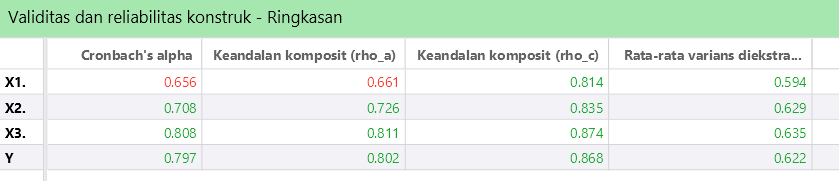 Validitas dan reliabilitas konstruk - Ringkasan
Cronbach's alpha Keandalan komposit (rho_a) Keandalan komposit (rho_c) Rata-rata varians diekstra...
X1. 0.656 0.661 0.814 0.594
X2. 0.708 0.726 0.835 0.629
X3. 0.808 0.811 0.874 0.635
Y 0.797 0.802 0.868 0.622